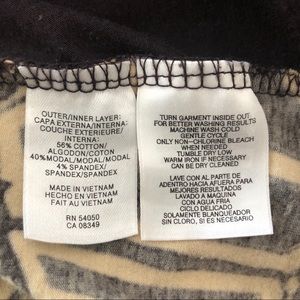 OUTER/INNER LAYER:
CAPA EXTERNA/INTERNA:
COUCHE EXTERIEURE/
INTERNA:
56% COTTON/
ALGODON/COTON
40% MODAL/MODAL/MODAL
4% SPANDEX/
SPANDEX/SPANDEX
MADE IN VIETNAM
HECHO EN VIETNAM
FAIT AU VIETNAM
RN 54050
CA 08349
TURN GARMENT INSIDE OUT
FOR BETTER WASHING RESULTS
MACHINE WASH COLD
GENTLE CYCLE
ONLY NON-CHLORINE BLEACH
WHEN NEEDED
TUMBLE DRY LOW
WARM IRON IF NECESSARY
CAN BE DRY CLEANED
LAVE CON AL PARTE DE
ADENTRO HACIA AFUERA PARA
MEJORES RESULTADOS
LAVADO A MAQUINA
CON AGUA FRIA
CICLO DELICADO
SOLAMENTE BLANQUEADOR
SIN CLORO, SI ES NECESARIO